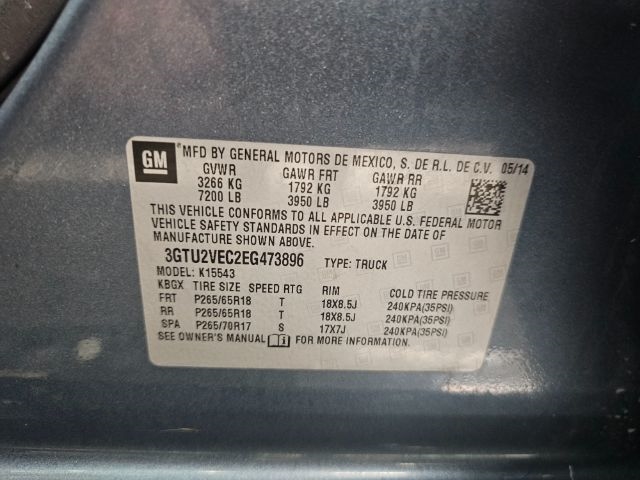 GM MFD BY GENERAL MOTORS DE MEXICO, S. DE R.L. DE C.V. 05/14
GVWR GAWR FRT GAWR RR
3266 KG 1792 KG 1792 KG
7200 LB 3950 LB 3950 LB
THIS VEHICLE CONFORMS TO ALL APPLICABLE U.S. FEDERAL MOTOR
VEHICLE SAFETY STANDARDS IN EFFECT ON THE DATE OF
MANUFACTURE SHOWN ABOVE.
3GTU2VEC2EG473896 TYPE: TRUCK
MODEL: K15543
KBGX TIRE SIZE SPEED RTG RIM COLD TIRE PRESSURE
FRT P265/65R18 T 18X8.5J 240KPA(35PSI)
RR P265/65R18 T 18X8.5J 240KPA(35PSI)
SPA P265/70R17 S 17X7J 240KPA(35PSI)
SEE OWNER'S MANUAL i FOR MORE INFORMATION.